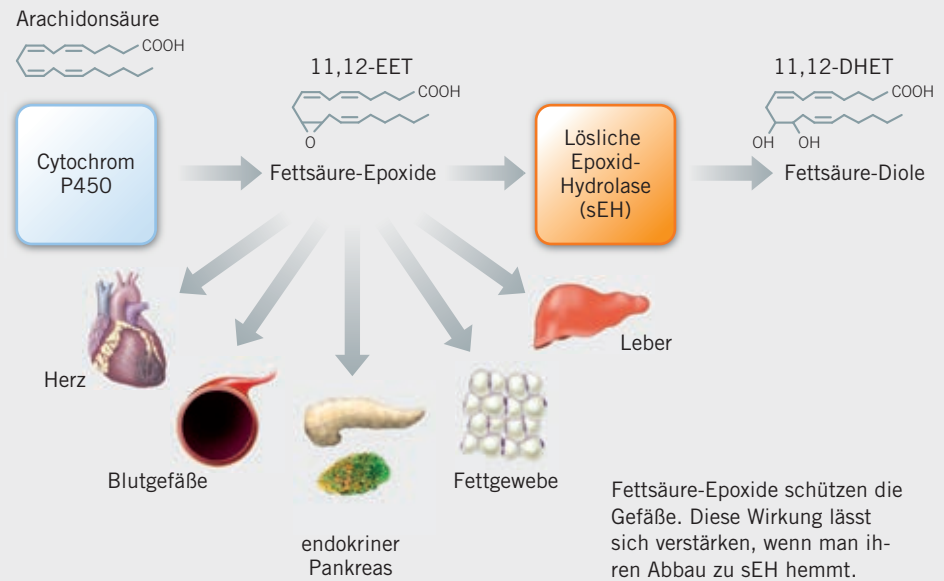 Arachidonsäure
COOH
11,12-EET
COOH
O
11,12-DHET
COOH
OH OH
Cytochrom
P450
Fettsäure-Epoxide
Lösliche
Epoxid-
Hydrolase
(sEH)
Fettsäure-Diole
Herz
Blutgefäße
endokriner
Pankreas
Fettgewebe
Leber
Fettsäure-Epoxide schützen die
Gefäße. Diese Wirkung lässt
sich verstärken, wenn man ih-
ren Abbau zu sEH hemmt.